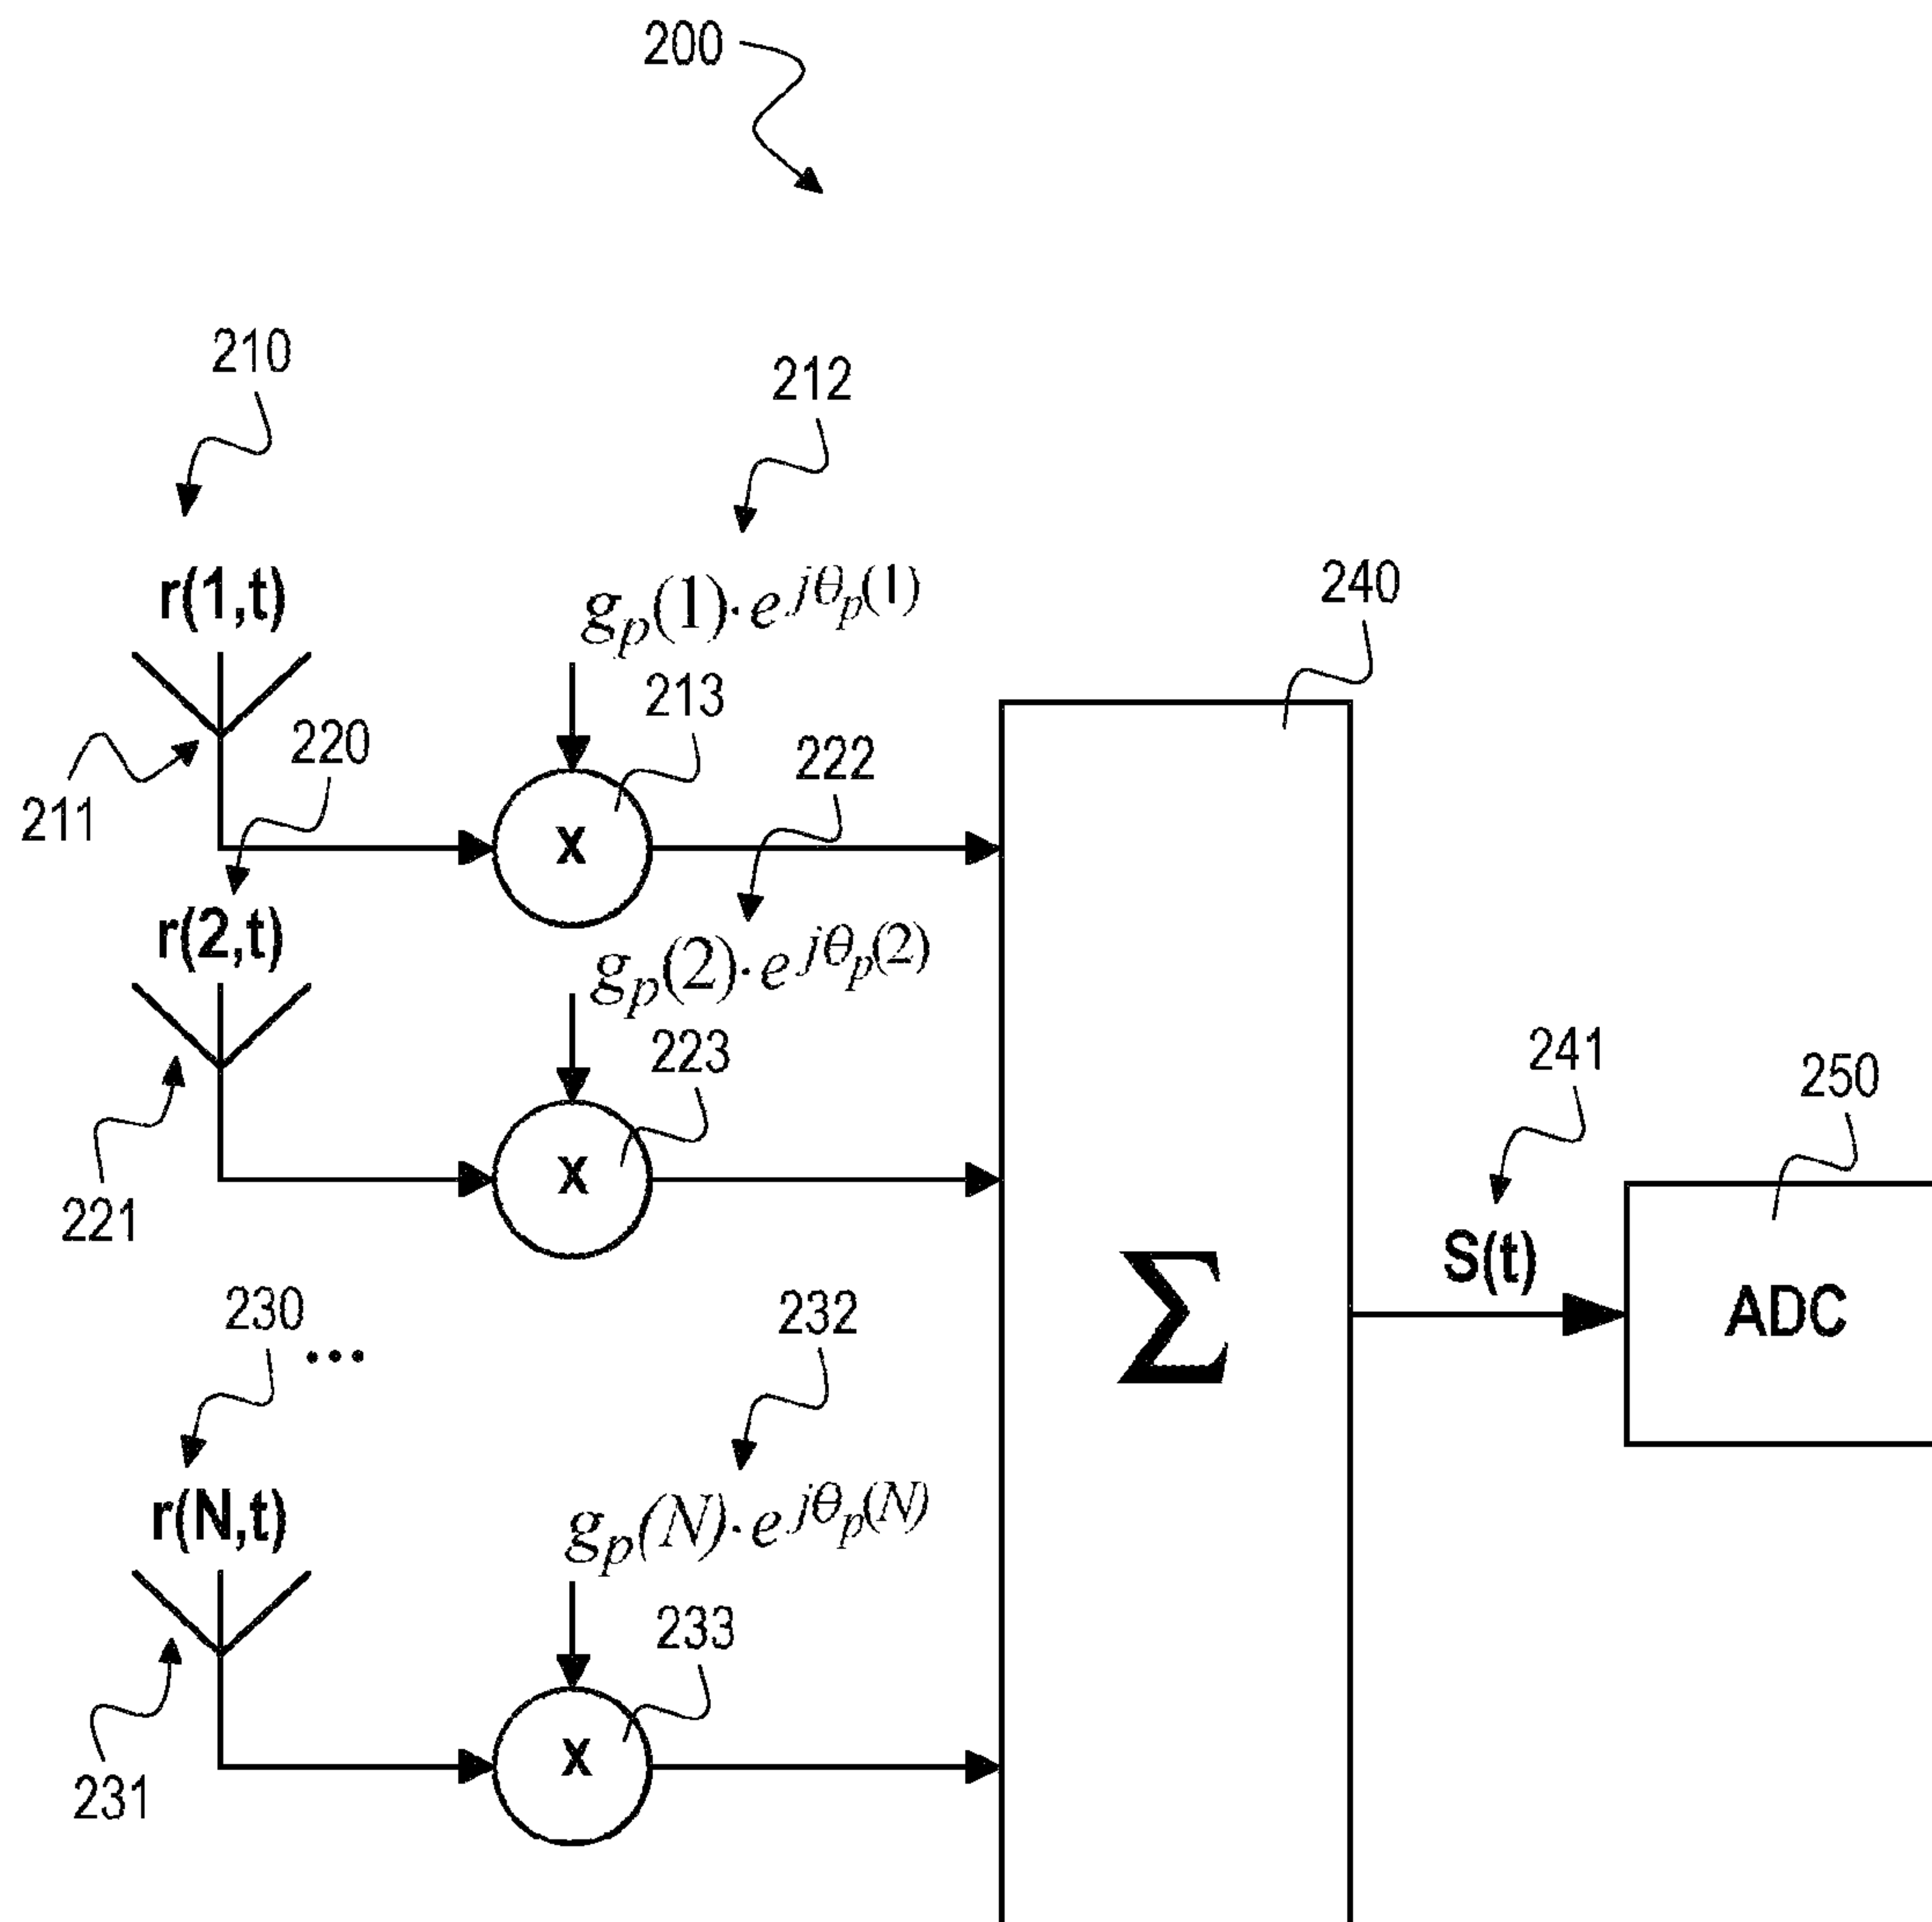 200
210
212
r(1,t)
g_p(1)·e^{jθ_p(1)}
240
213
220
222
211
x
r(2,t)
g_p(2)·e^{jθ_p(2)}
223
241
250
x
221
S(t)
Σ
ADC
230
...
232
r(N,t)
g_p(N)·e^{jθ_p(N)}
233
x
231